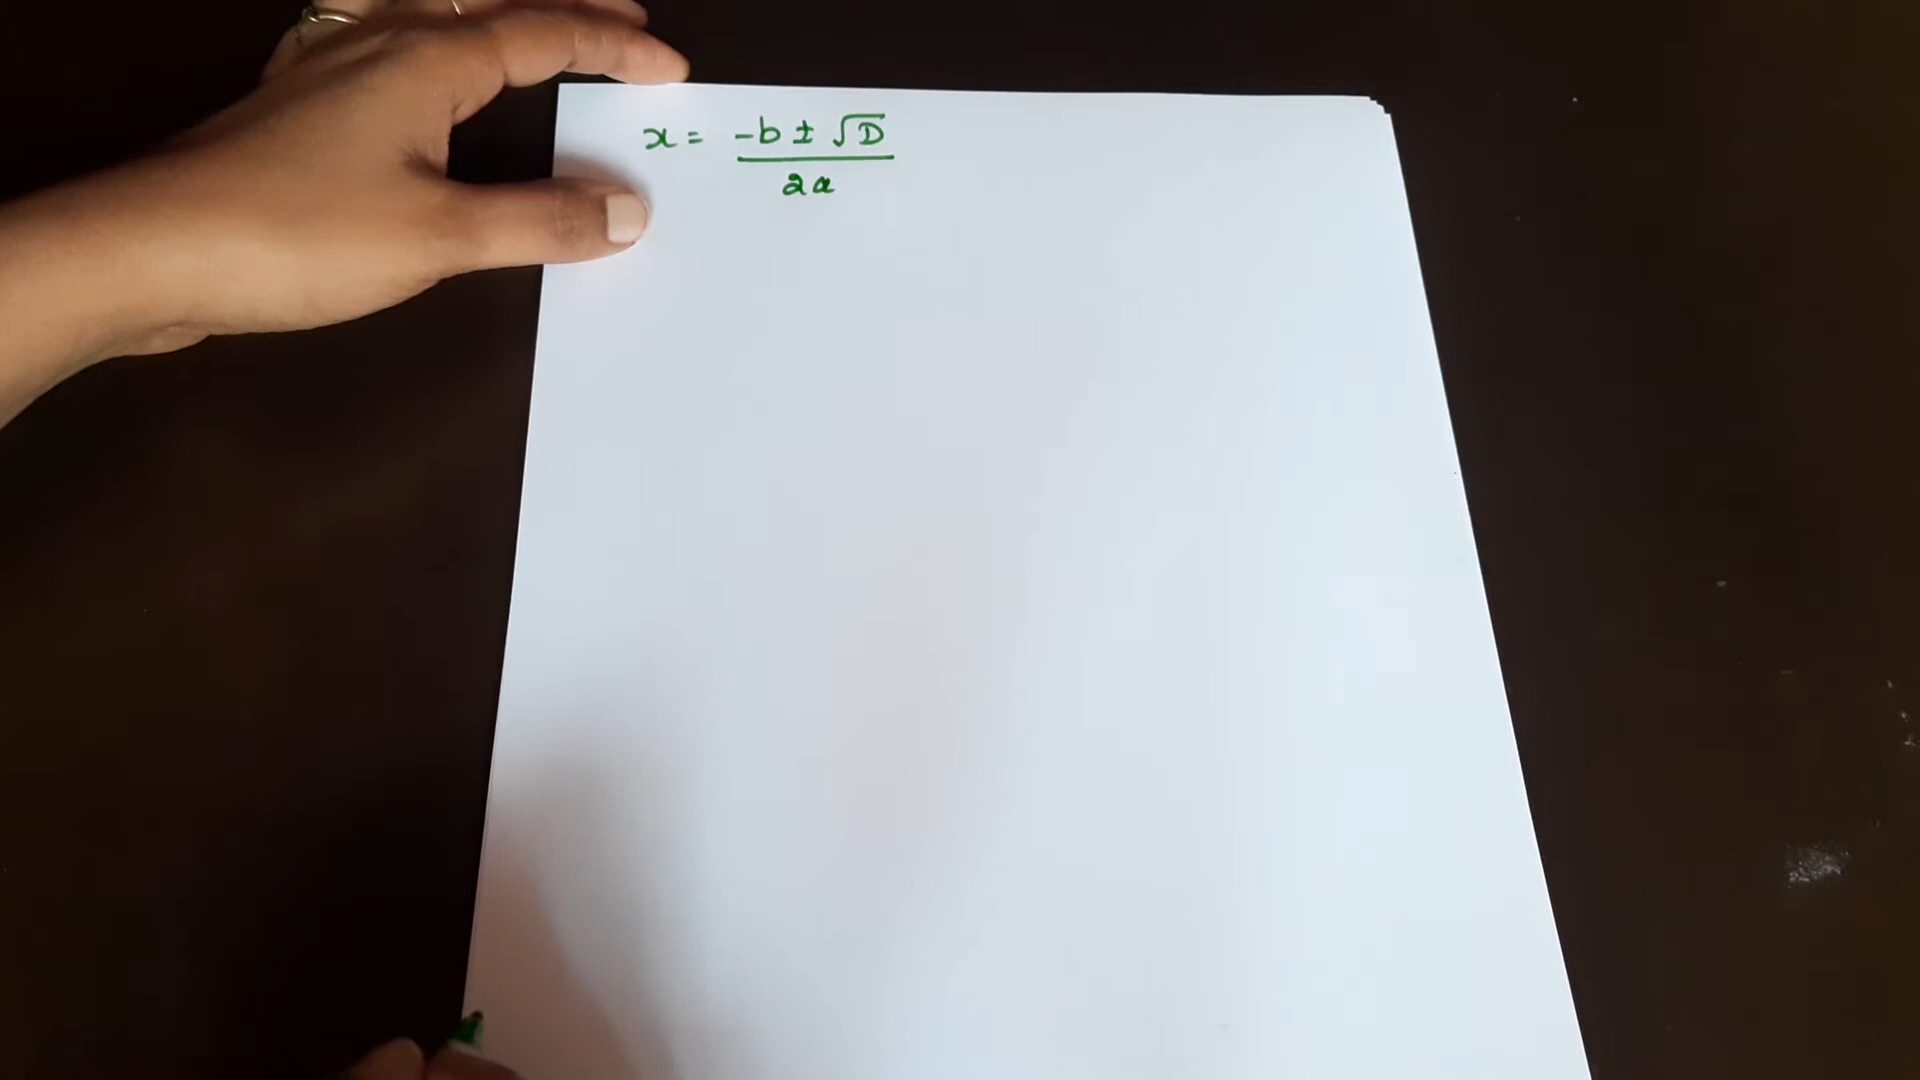 x = -b ± √D
2a